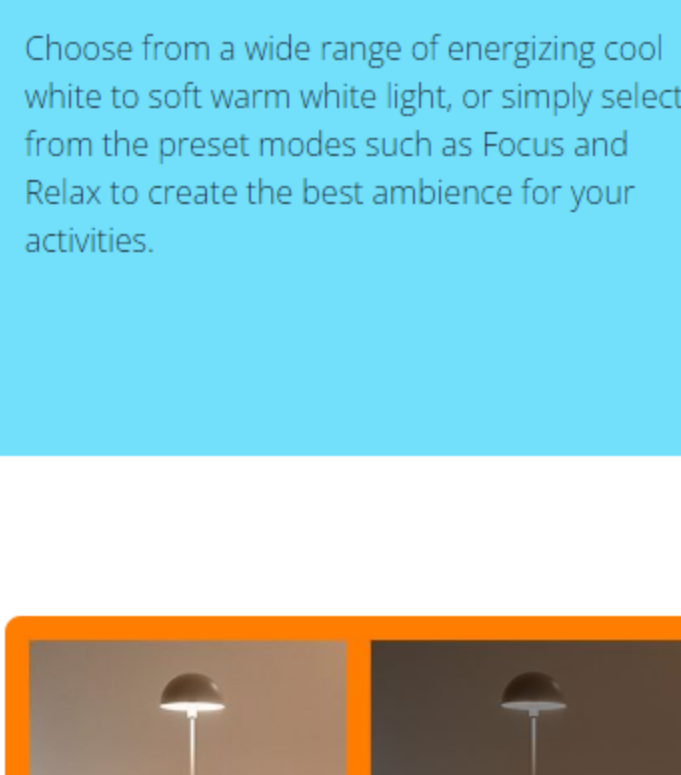 Choose from a wide range of energizing cool
white to soft warm white light, or simply select
from the preset modes such as Focus and
Relax to create the best ambience for your
activities.